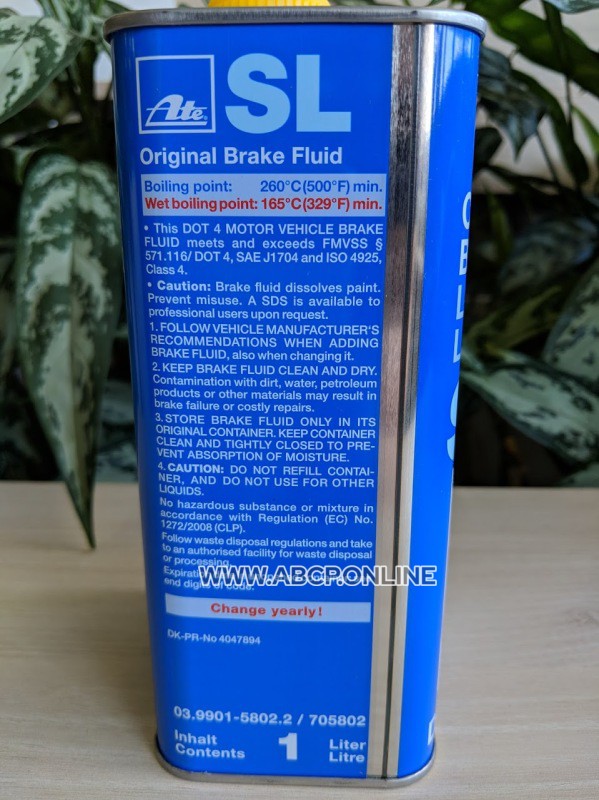 Ate SL
Original Brake Fluid
Boiling point: 260°C(500°F) min.
Wet boiling point: 165°C(329°F) min.
• This DOT 4 MOTOR VEHICLE BRAKE
FLUID meets and exceeds FMVSS §
571.116/ DOT 4, SAE J1704 and ISO 4925,
Class 4.
• Caution: Brake fluid dissolves paint.
Prevent misuse. A SDS is available to
professional users upon request.
1. FOLLOW VEHICLE MANUFACTURER'S
RECOMMENDATIONS WHEN ADDING
BRAKE FLUID, also when changing it.
2. KEEP BRAKE FLUID CLEAN AND DRY.
Contamination with dirt, water, petroleum
products or other materials may result in
brake failure or costly repairs.
3. STORE BRAKE FLUID ONLY IN ITS
ORIGINAL CONTAINER. KEEP CONTAINER
CLEAN AND TIGHTLY CLOSED TO PRE-
VENT ABSORPTION OF MOISTURE.
4. CAUTION: DO NOT REFILL CONTAI-
NER, AND DO NOT USE FOR OTHER
LIQUIDS.
No hazardous substance or mixture in
accordance with Regulation (EC) No.
1272/2008 (CLP).
Follow waste disposal regulations and take
to an authorised facility for waste disposal
or processing.
WWW.ABCP.ONLINE
end digits of code.
Change yearly!
DK-PR-No 4047894
03.9901-5802.2 / 705802
Inhalt 1 Liter
Contents Litre